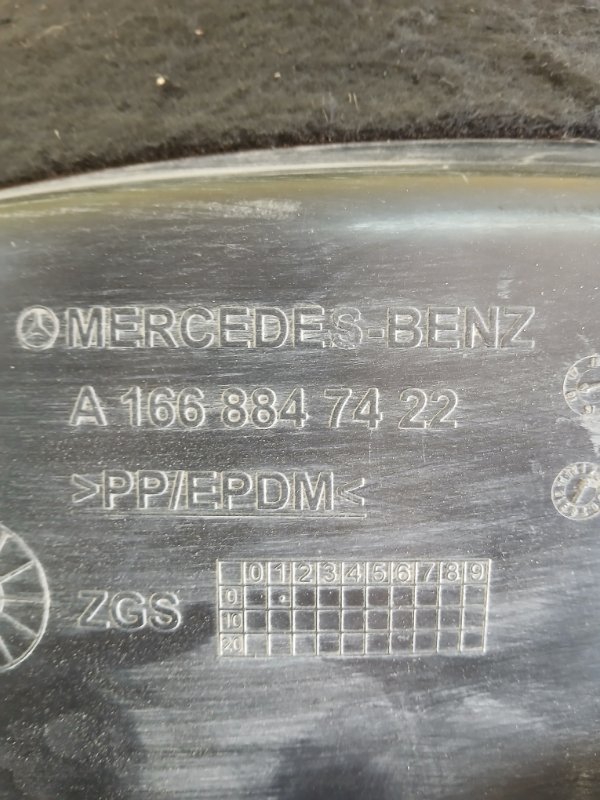 MERCEDES-BENZ
A 166 884 74 22
>PP/EPDM<
ZGS
0 1 2 3 4 5 6 7 8 9
0
10
20